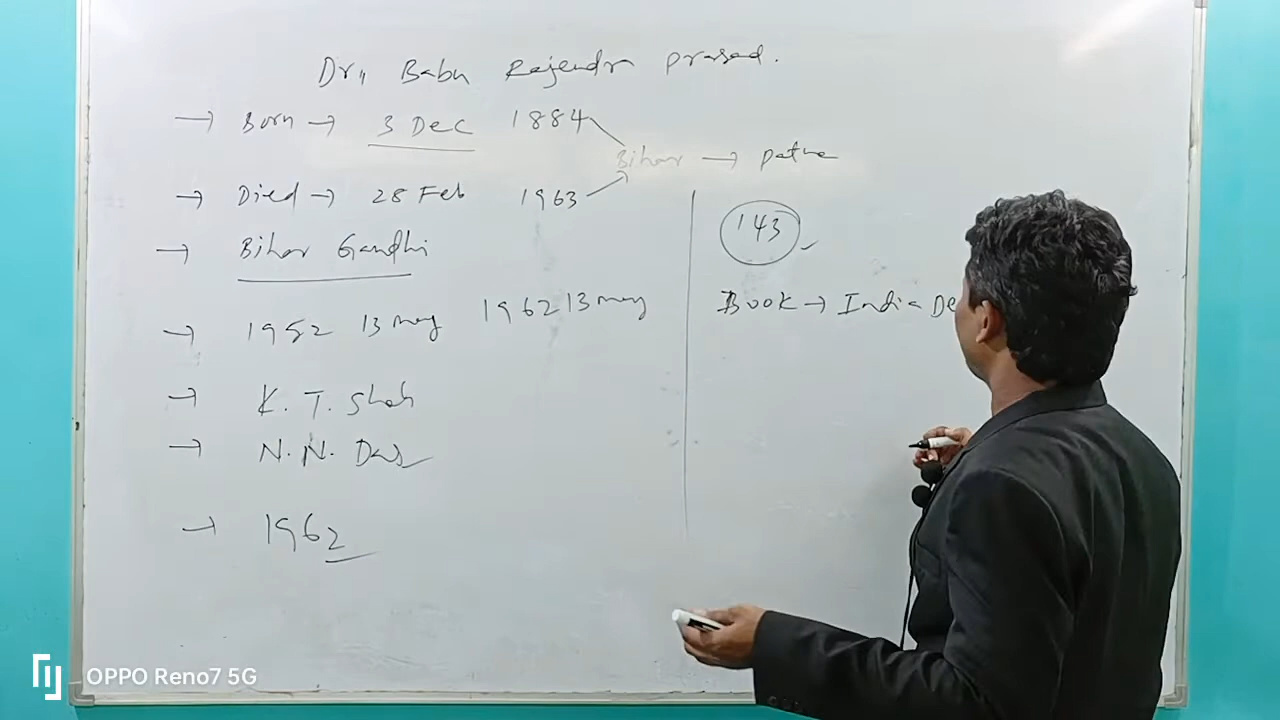 Dr,, Babu Rajendra prasad.
→ Born → 3 Dec 1884
Bihar → patna
→ Died → 28 Feb 1963
→ Bihar Gandhi
→ 1952 13 may 1962 13 may
→ K. T. Shah
→ N. N. Das
→ 1962
143
Book → India De
OPPO Reno7 5G